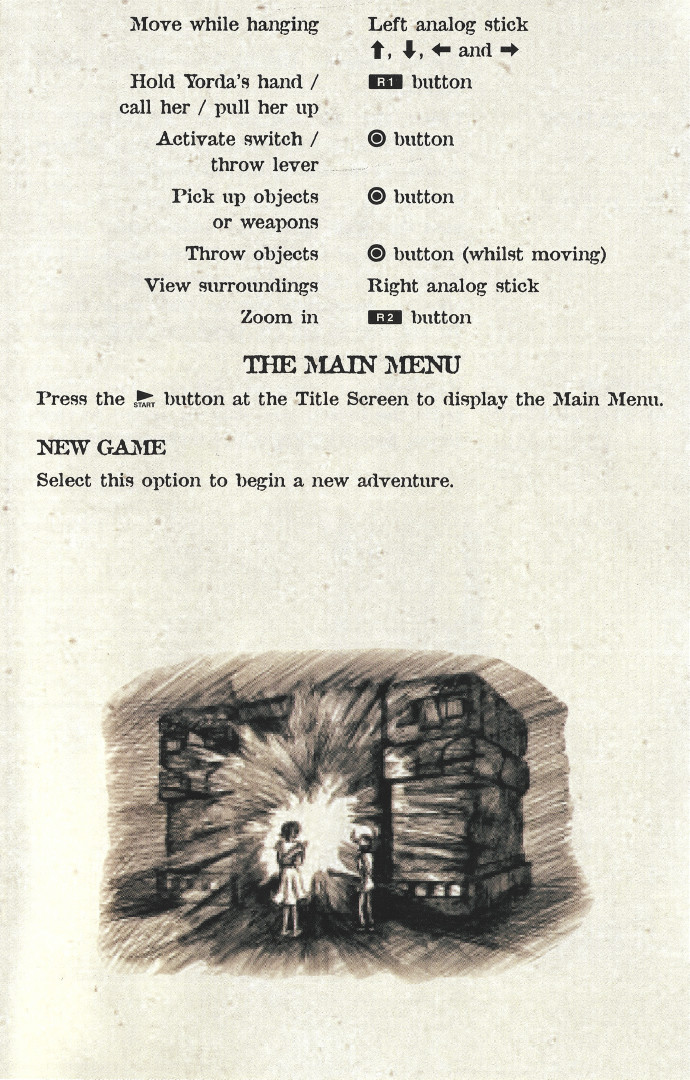 Move while hanging Left analog stick
↑, ↓, ← and →
Hold Yorda's hand / R1 button
call her / pull her up
Activate switch / ◉ button
throw lever
Pick up objects ◉ button
or weapons
Throw objects ◉ button (whilst moving)
View surroundings Right analog stick
Zoom in R2 button
THE MAIN MENU
Press the START button at the Title Screen to display the Main Menu.
NEW GAME
Select this option to begin a new adventure.